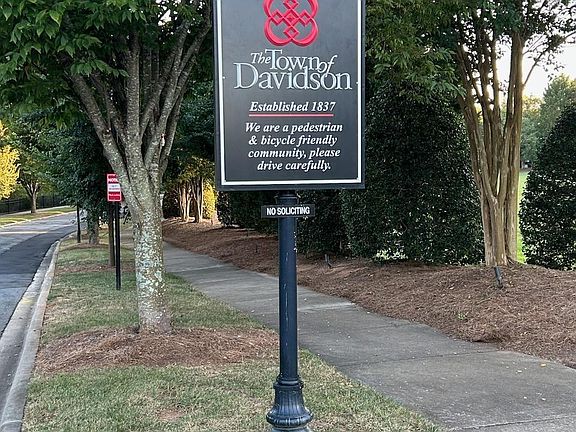 The Town of
Davidson
Established 1837
We are a pedestrian
& bicycle friendly
community, please
drive carefully.
NO SOLICITING